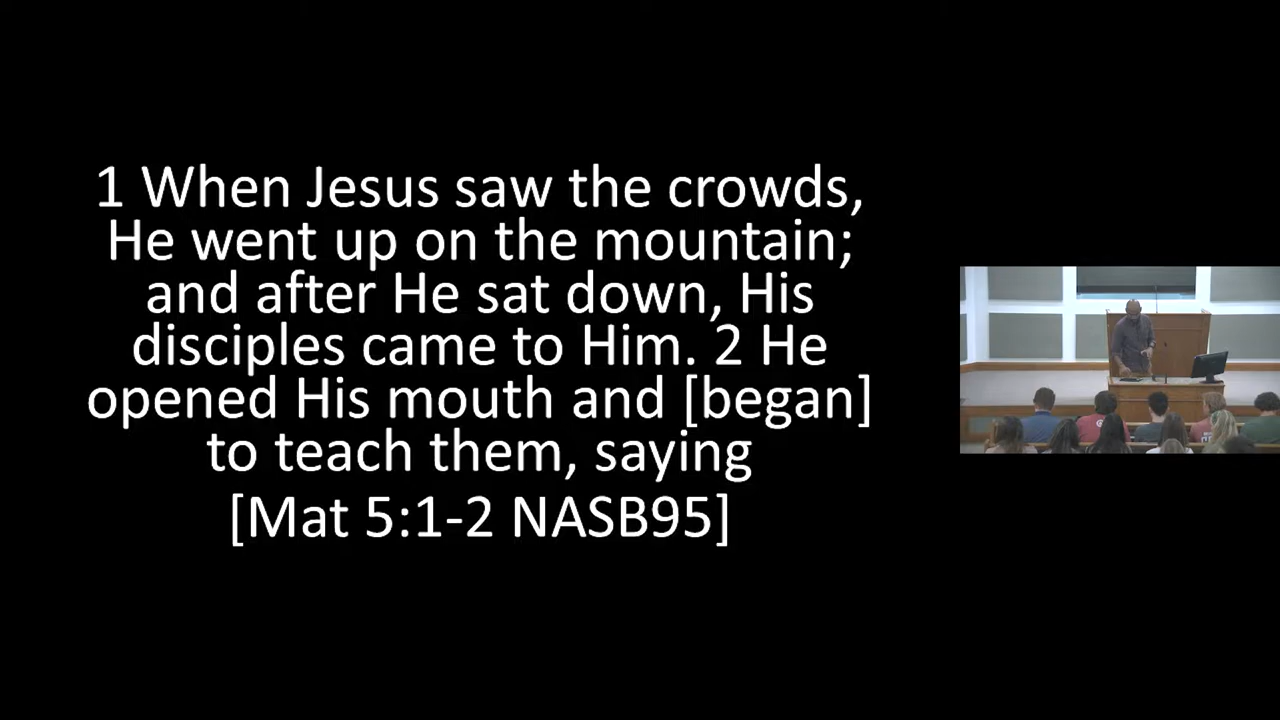 1 When Jesus saw the crowds,
He went up on the mountain;
and after He sat down, His
disciples came to Him. 2 He
opened His mouth and [began]
to teach them, saying
[Mat 5:1-2 NASB95]